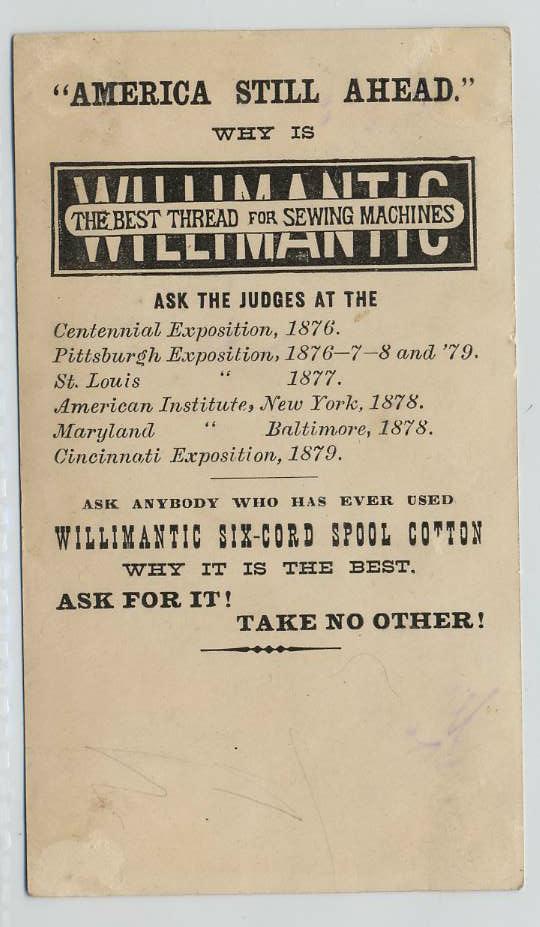 "AMERICA STILL AHEAD."
WHY IS
WILLIMANTIC
THE BEST THREAD FOR SEWING MACHINES
ASK THE JUDGES AT THE
Centennial Exposition, 1876.
Pittsburgh Exposition, 1876–7–8 and '79.
St. Louis " 1877.
American Institute, New York, 1878.
Maryland " Baltimore, 1878.
Cincinnati Exposition, 1879.
ASK ANYBODY WHO HAS EVER USED
WILLIMANTIC SIX-CORD SPOOL COTTON
WHY IT IS THE BEST.
ASK FOR IT!
TAKE NO OTHER!